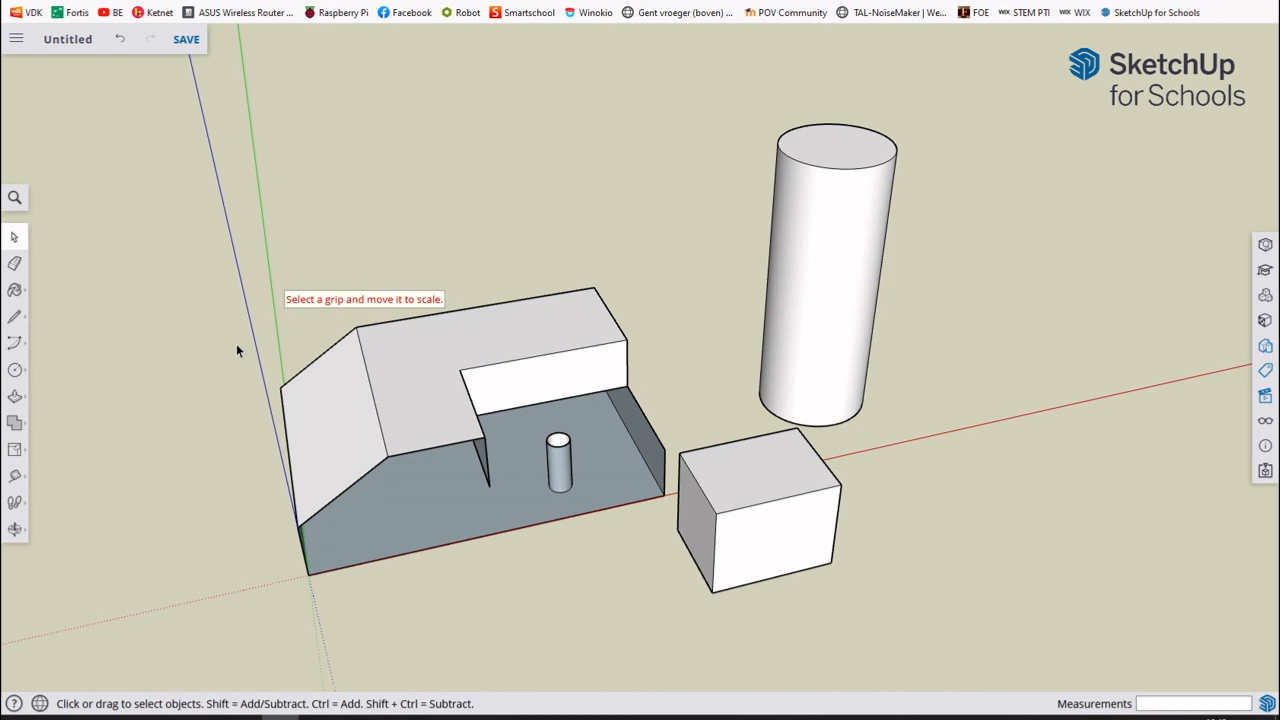 VDK Fortis BE Ketnet ASUS Wireless Router ... Raspberry Pi Facebook Robot Smartschool Winokio Gent vroeger (boven) ... POV Community TAL-NoiseMaker | We... FOE WIX STEM PTI WIX WIX SketchUp for Schools
Untitled SAVE
SketchUp
for Schools
Select a grip and move it to scale.
Click or drag to select objects. Shift = Add/Subtract. Ctrl = Add. Shift + Ctrl = Subtract. Measurements